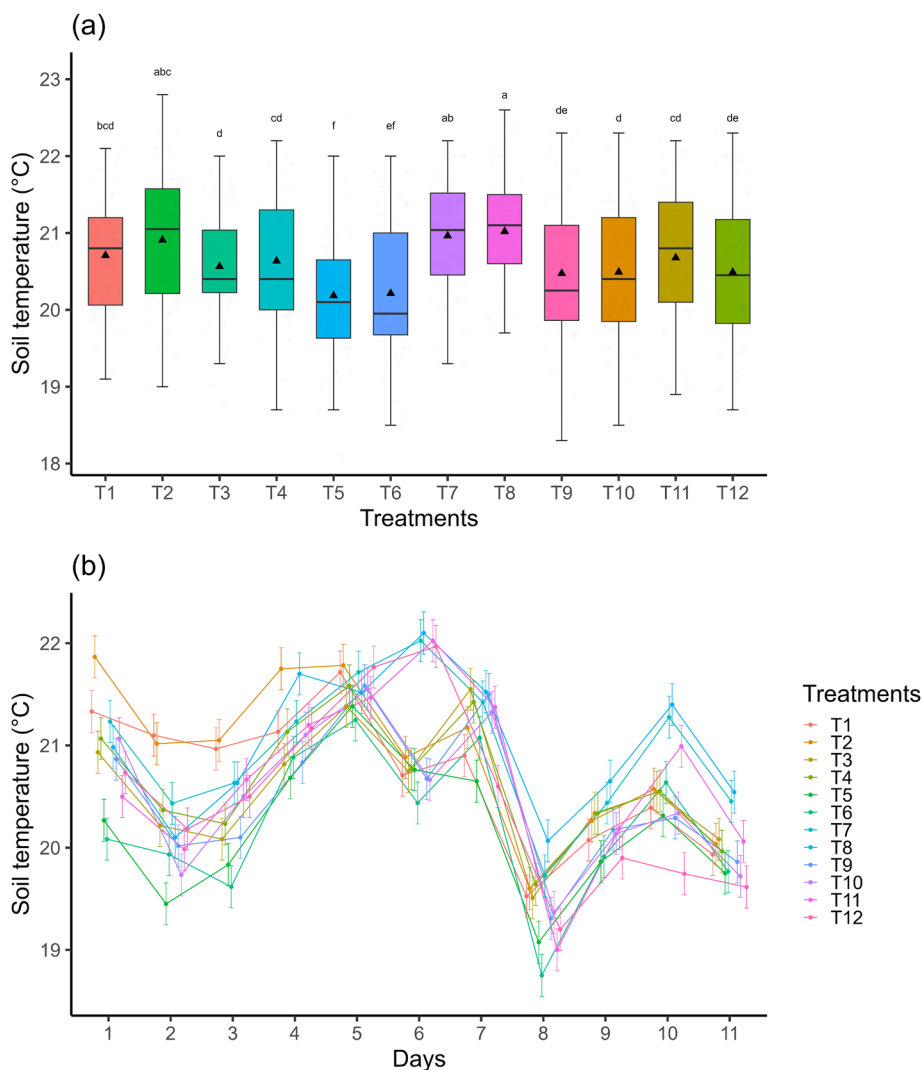 (a)
Soil temperature (°C)
23
22
21
20
19
18
bcd
abc
d
cd
f
ef
ab
a
de
d
cd
de
T1 T2 T3 T4 T5 T6 T7 T8 T9 T10 T11 T12
Treatments
(b)
Soil temperature (°C)
22
21
20
19
1 2 3 4 5 6 7 8 9 10 11
Days
Treatments
T1
T2
T3
T4
T5
T6
T7
T8
T9
T10
T11
T12